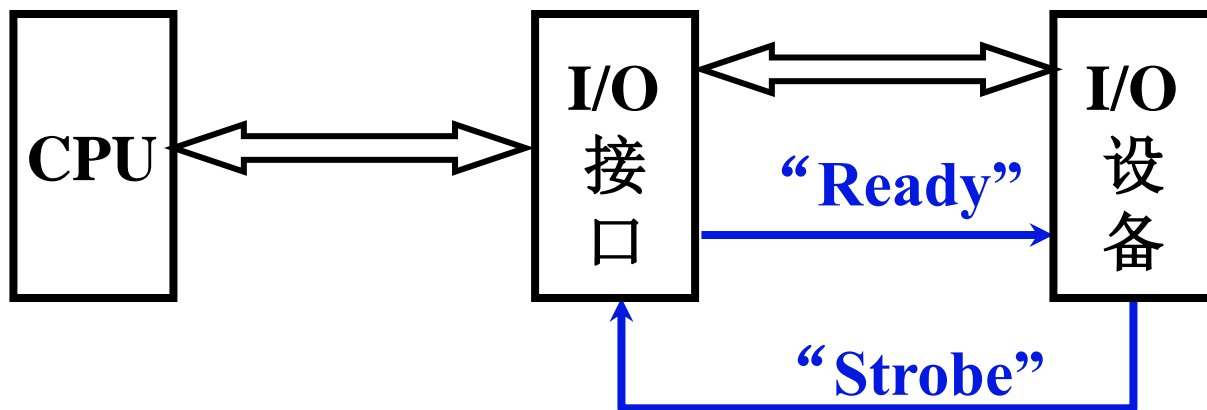 CPU
I/O
接
口
“Ready”
“Strobe”
I/O
设
备